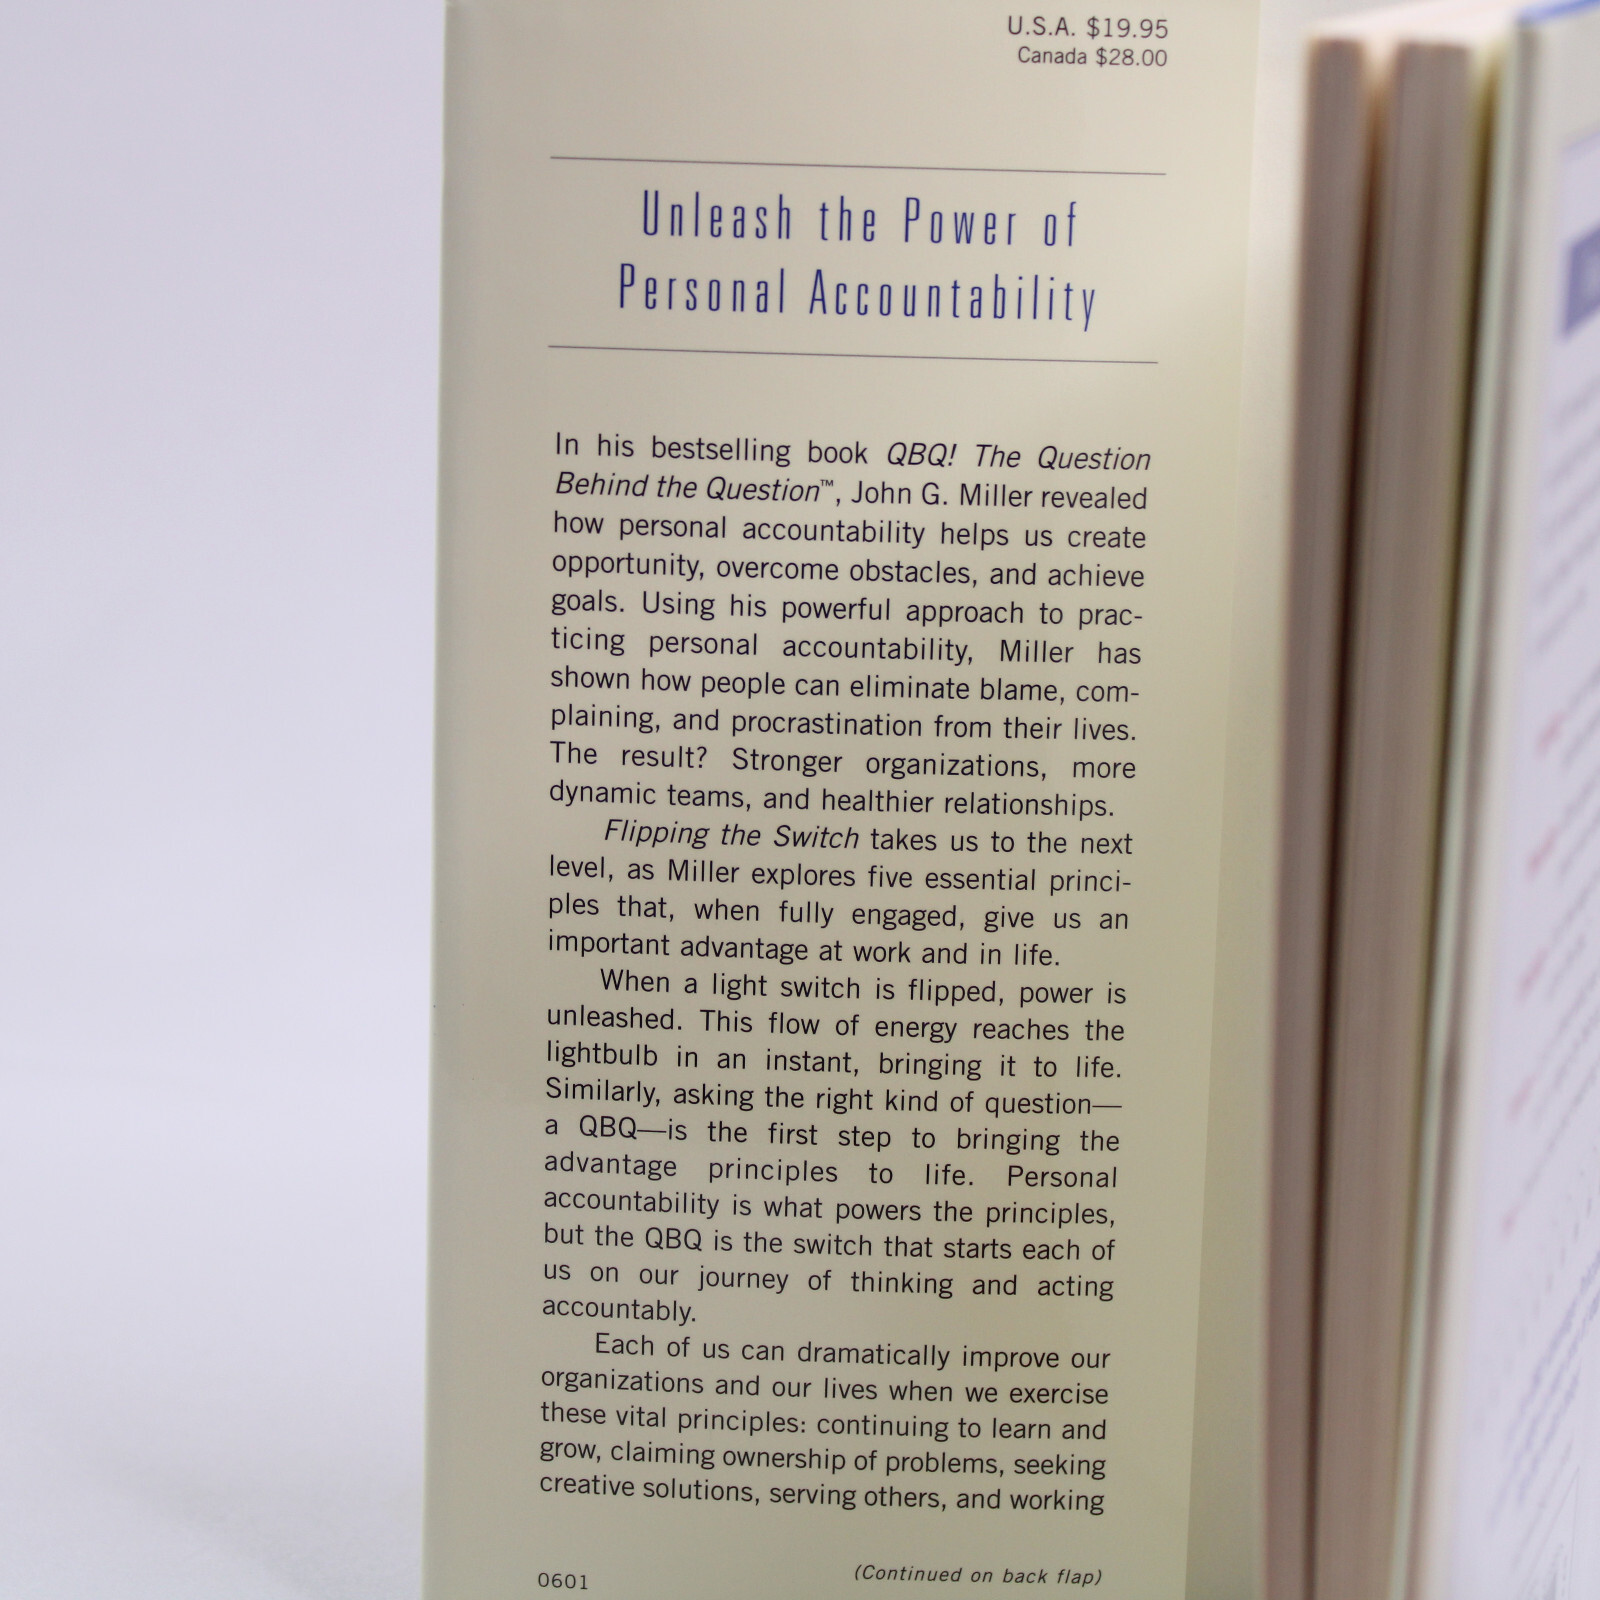 U.S.A. $19.95
Canada $28.00
Unleash the Power of
Personal Accountability
In his bestselling book QBQ! The Question
Behind the Question™, John G. Miller revealed
how personal accountability helps us create
opportunity, overcome obstacles, and achieve
goals. Using his powerful approach to prac-
ticing personal accountability, Miller has
shown how people can eliminate blame, com-
plaining, and procrastination from their lives.
The result? Stronger organizations, more
dynamic teams, and healthier relationships.
Flipping the Switch takes us to the next
level, as Miller explores five essential princi-
ples that, when fully engaged, give us an
important advantage at work and in life.
When a light switch is flipped, power is
unleashed. This flow of energy reaches the
lightbulb in an instant, bringing it to life.
Similarly, asking the right kind of question—
a QBQ—is the first step to bringing the
advantage principles to life. Personal
accountability is what powers the principles,
but the QBQ is the switch that starts each of
us on our journey of thinking and acting
accountably.
Each of us can dramatically improve our
organizations and our lives when we exercise
these vital principles: continuing to learn and
grow, claiming ownership of problems, seeking
creative solutions, serving others, and working
(Continued on back flap)
0601